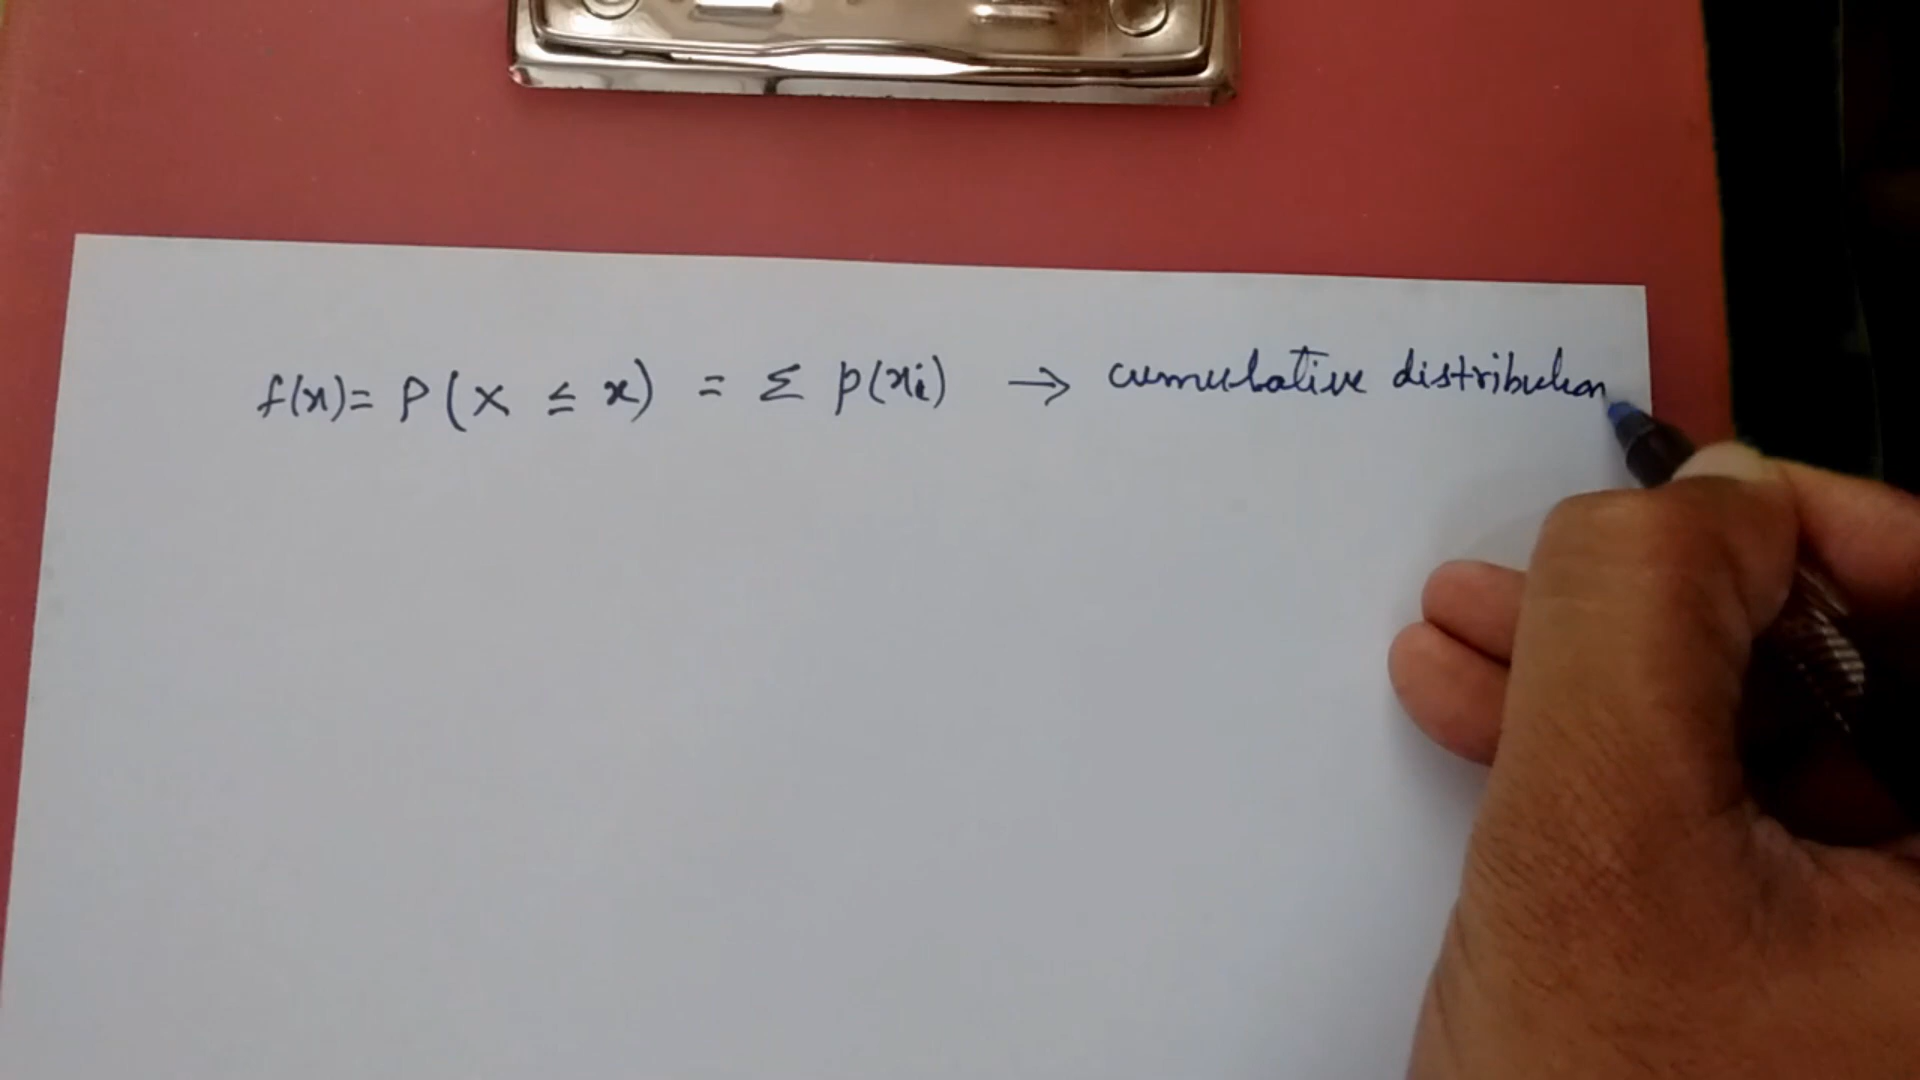 f(x) = P(X ≤ x) = Σ p(xi) → cumulative distribution